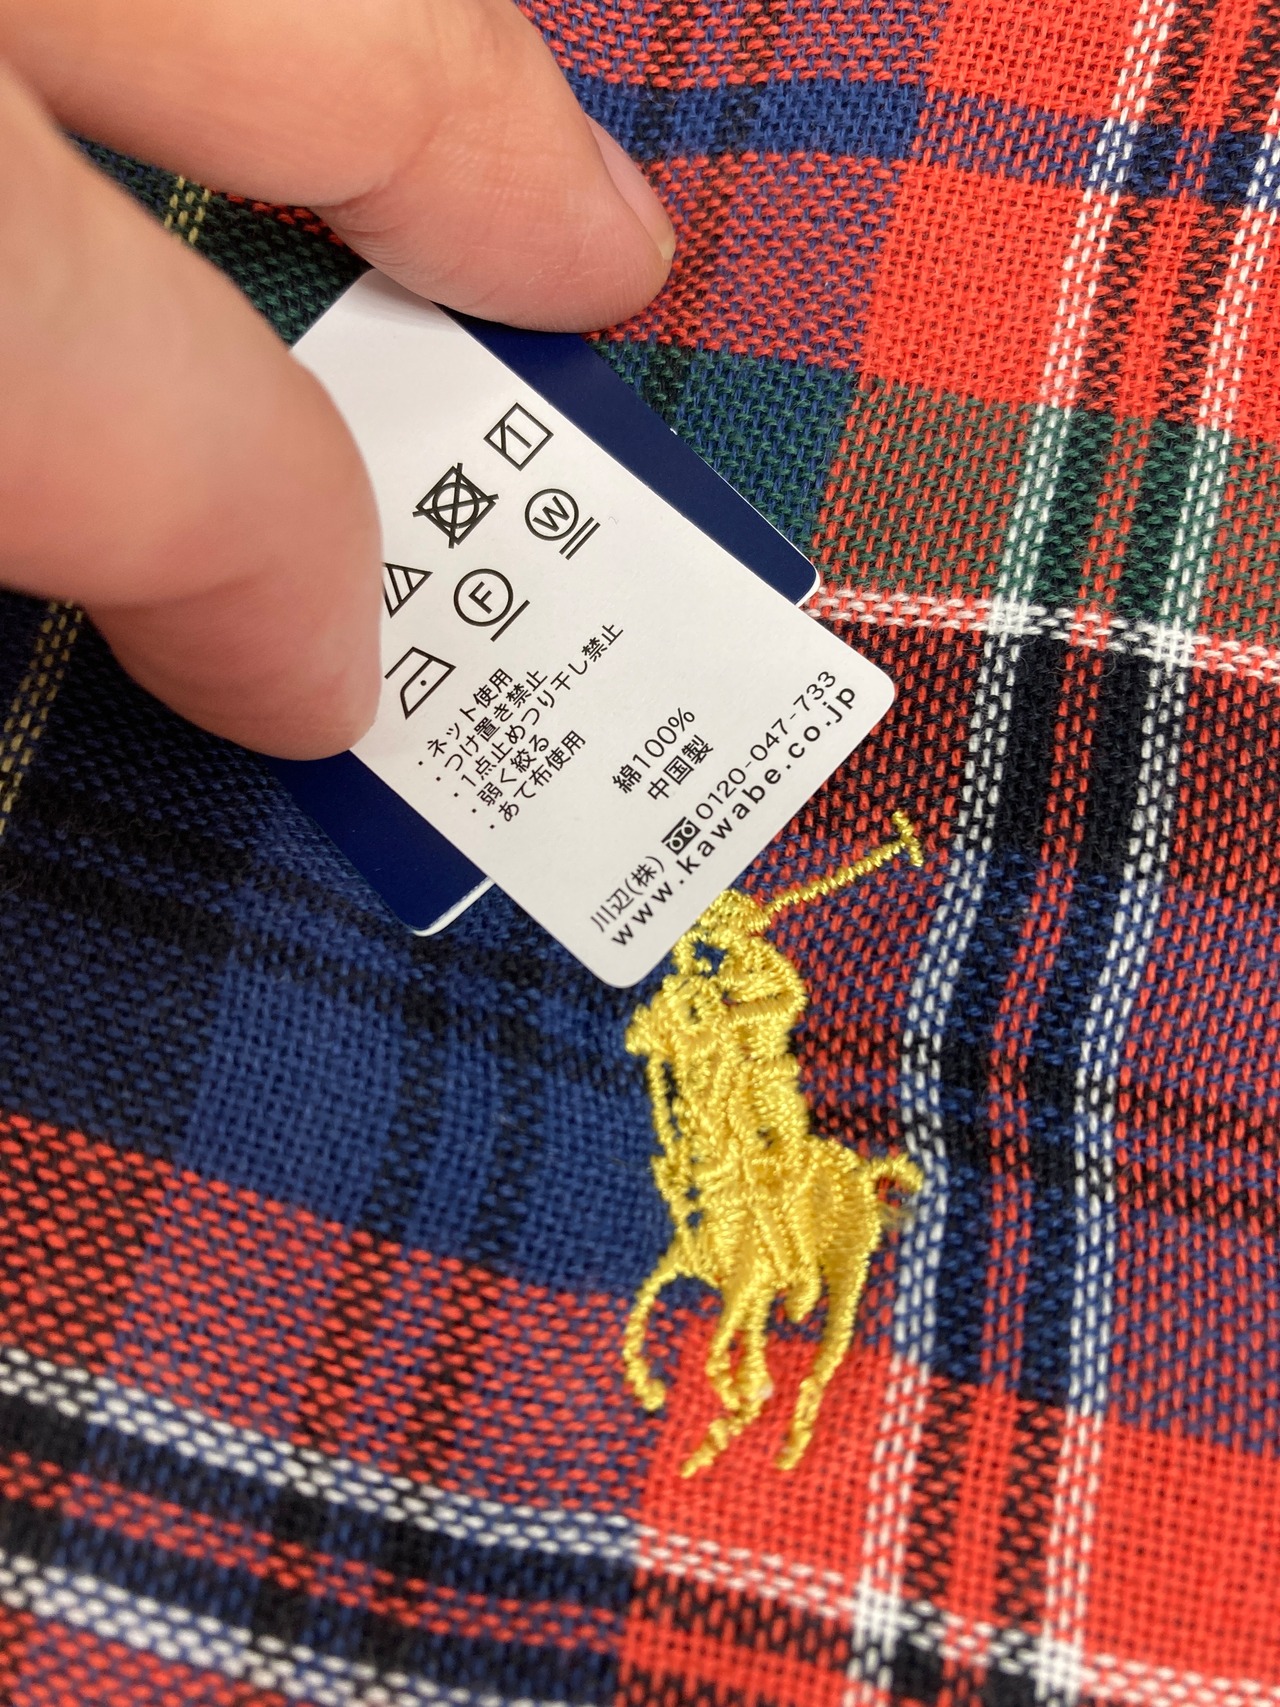 W
F
・ネット使用
・つけ置き禁止
・1点止めつり干し禁止
・弱く絞る
・あて布使用
綿100%
中国製
川辺(株) 0120-047-733
www.kawabe.co.jp